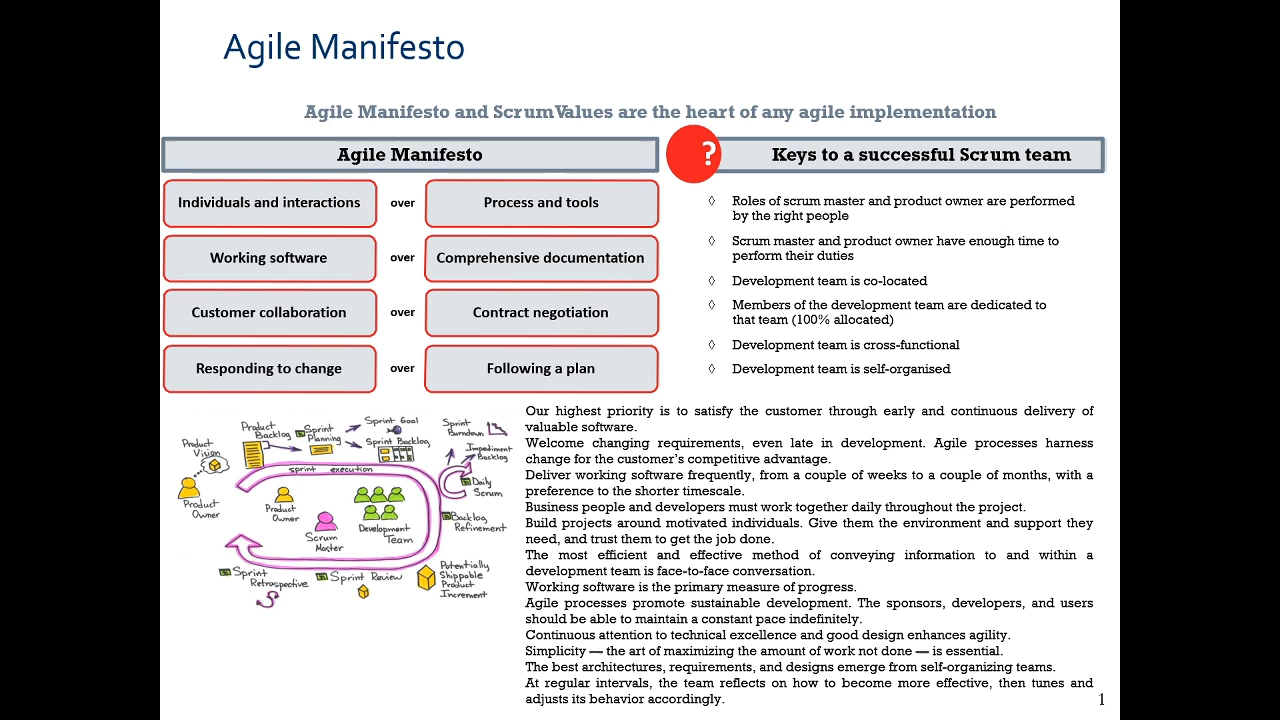 Agile Manifesto
Agile Manifesto and Scrum Values are the heart of any agile implementation
Agile Manifesto
Individuals and interactions over Process and tools
Working software over Comprehensive documentation
Customer collaboration over Contract negotiation
Responding to change over Following a plan
?
Keys to a successful Scrum team
◊ Roles of scrum master and product owner are performed
by the right people
◊ Scrum master and product owner have enough time to
perform their duties
◊ Development team is co-located
◊ Members of the development team are dedicated to
that team (100% allocated)
◊ Development team is cross-functional
◊ Development team is self-organised
Product
Vision
Product
Owner
Product
Backlog
Sprint
Planning
Sprint Goal
Sprint Backlog
Sprint
Burndown
Impediment
Backlog
sprint execution
Daily
Scrum
Product
Owner
Scrum
Master
Development
Team
Backlog
Refinement
Sprint
Retrospective
Sprint Review
Potentially
Shippable
Product
Increment
Our highest priority is to satisfy the customer through early and continuous delivery of
valuable software.
Welcome changing requirements, even late in development. Agile processes harness
change for the customer's competitive advantage.
Deliver working software frequently, from a couple of weeks to a couple of months, with a
preference to the shorter timescale.
Business people and developers must work together daily throughout the project.
Build projects around motivated individuals. Give them the environment and support they
need, and trust them to get the job done.
The most efficient and effective method of conveying information to and within a
development team is face-to-face conversation.
Working software is the primary measure of progress.
Agile processes promote sustainable development. The sponsors, developers, and users
should be able to maintain a constant pace indefinitely.
Continuous attention to technical excellence and good design enhances agility.
Simplicity — the art of maximizing the amount of work not done — is essential.
The best architectures, requirements, and designs emerge from self-organizing teams.
At regular intervals, the team reflects on how to become more effective, then tunes and
adjusts its behavior accordingly.
1